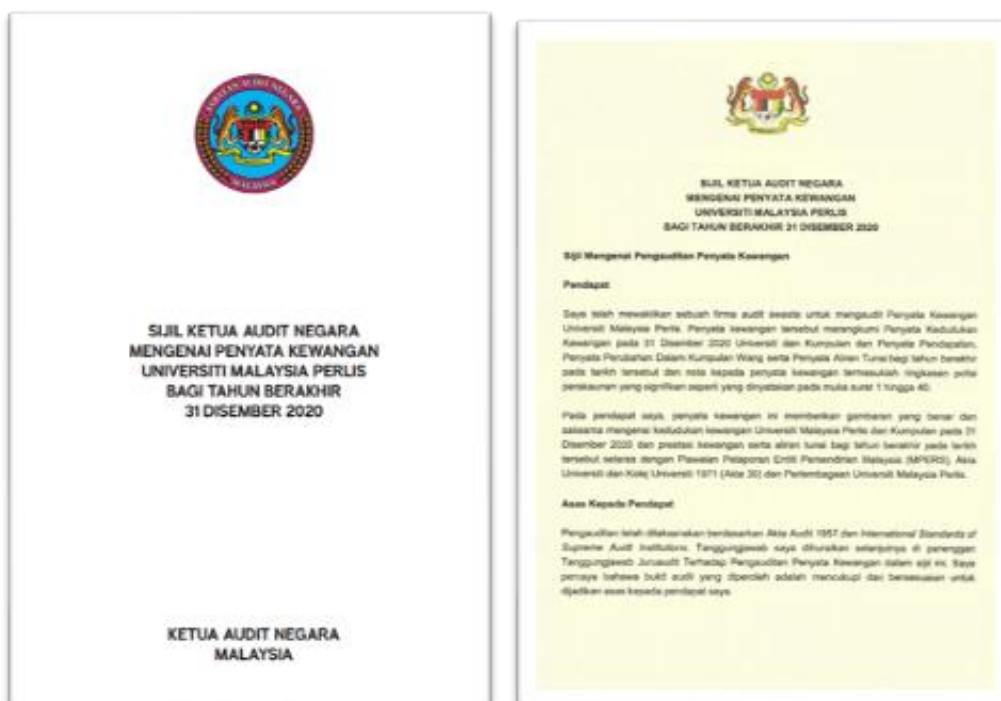 JABATAN AUDIT NEGARA
MALAYSIA
SIJIL KETUA AUDIT NEGARA
MENGENAI PENYATA KEWANGAN
UNIVERSITI MALAYSIA PERLIS
BAGI TAHUN BERAKHIR
31 DISEMBER 2020
KETUA AUDIT NEGARA
MALAYSIA
SIJIL KETUA AUDIT NEGARA
MENGENAI PENYATA KEWANGAN
UNIVERSITI MALAYSIA PERLIS
BAGI TAHUN BERAKHIR 31 DISEMBER 2020
Sijil Mengenai Pengauditan Penyata Kewangan
Pendapat
Saya telah mewakilkan sebuah firma audit swasta untuk mengaudit Penyata Kewangan
Universiti Malaysia Perlis. Penyata kewangan tersebut merangkumi Penyata Kedudukan
Kewangan pada 31 Disember 2020 Universiti dan Kumpulan dan Penyata Pendapatan,
Penyata Perubahan Dalam Kumpulan Wang serta Penyata Aliran Tunai bagi tahun berakhir
pada tarikh tersebut dan nota kepada penyata kewangan termasuklah ringkasan polisi
perakaunan yang signifikan seperti yang dinyatakan pada muka surat 1 hingga 40.
Pada pendapat saya, penyata kewangan ini memberikan gambaran yang benar dan
saksama mengenai kedudukan kewangan Universiti Malaysia Perlis dan Kumpulan pada 31
Disember 2020 dan prestasi kewangan serta aliran tunai bagi tahun berakhir pada tarikh
tersebut selaras dengan Piawaian Pelaporan Entiti Persendirian Malaysia (MPERS), Akta
Universiti dan Kolej Universiti 1971 (Akta 30) dan Perlembagaan Universiti Malaysia Perlis.
Asas Kepada Pendapat
Pengauditan telah dilaksanakan berdasarkan Akta Audit 1957 dan International Standards of
Supreme Audit Institutions. Tanggungjawab saya dihuraikan selanjutnya di perenggan
Tanggungjawab Juruaudit Terhadap Pengauditan Penyata Kewangan dalam sijil ini. Saya
percaya bahawa bukti audit yang diperoleh adalah mencukupi dan bersesuaian untuk
dijadikan asas kepada pendapat saya.